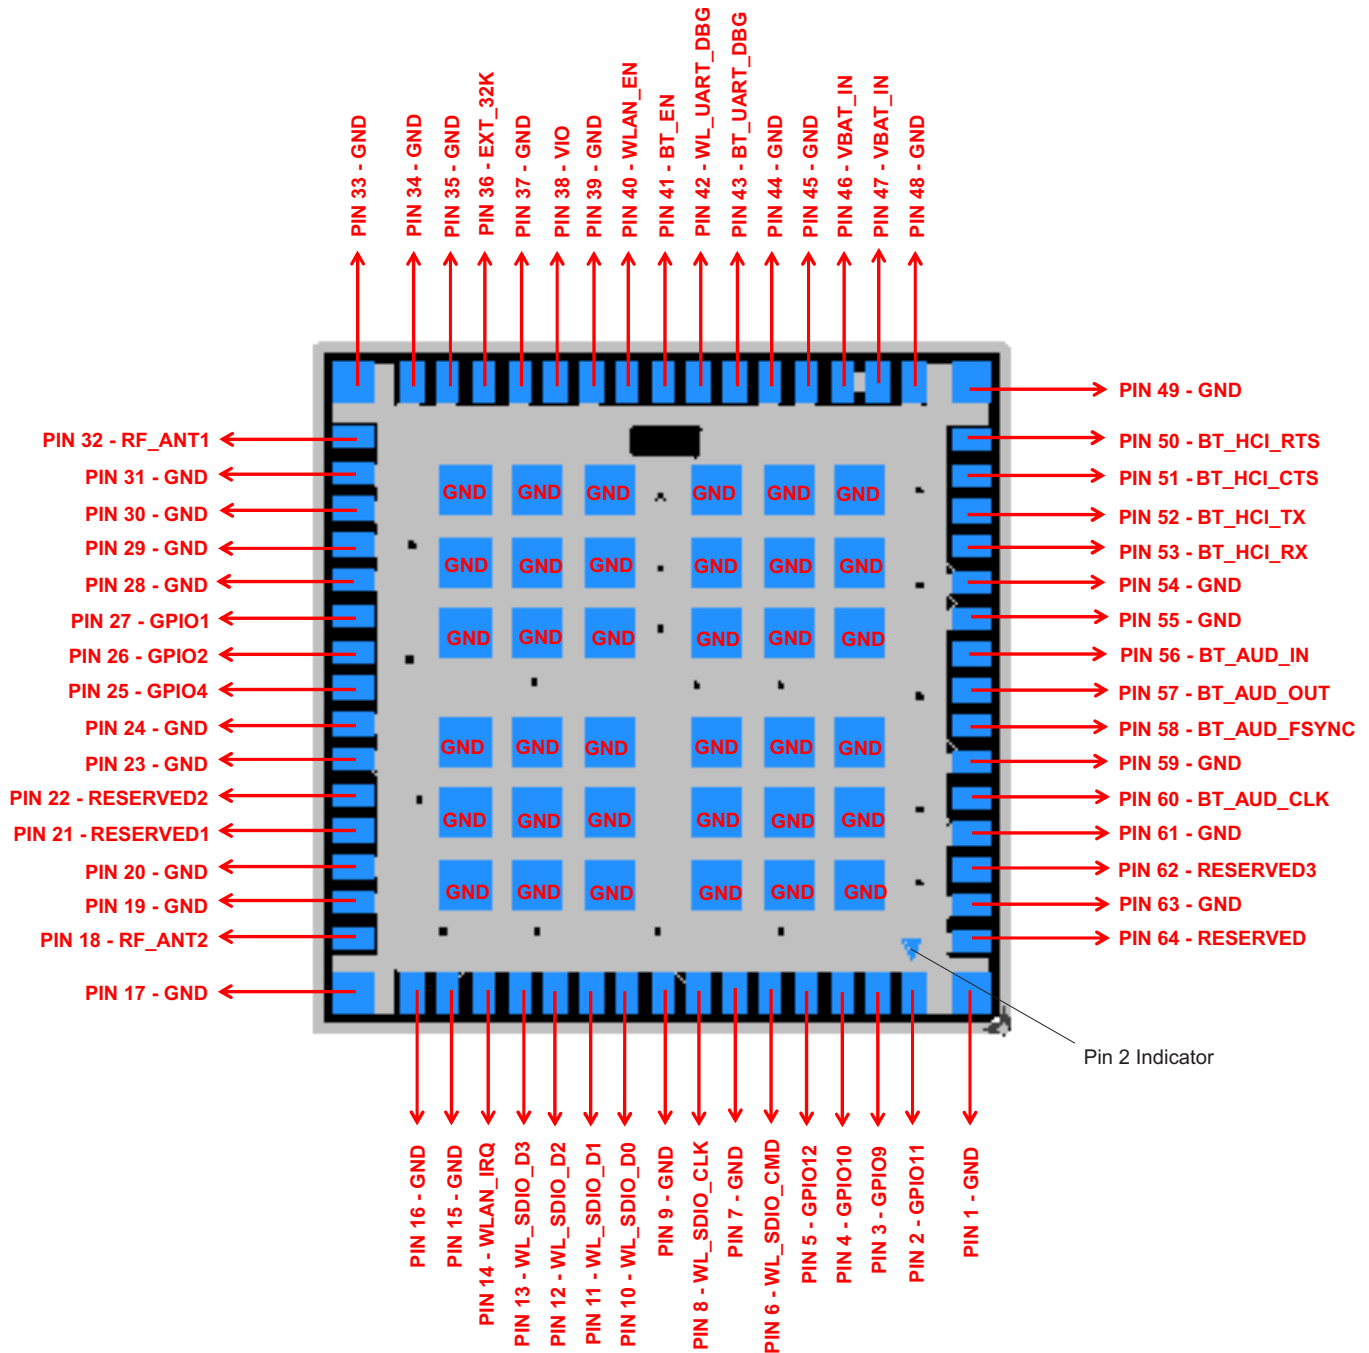 PIN 33 - GND
PIN 34 - GND
PIN 35 - GND
PIN 36 - EXT_32K
PIN 37 - GND
PIN 38 - VIO
PIN 39 - GND
PIN 40 - WLAN_EN
PIN 41 - BT_EN
PIN 42 - WL_UART_DBG
PIN 43 - BT_UART_DBG
PIN 44 - GND
PIN 45 - GND
PIN 46 - VBAT_IN
PIN 47 - VBAT_IN
PIN 48 - GND
PIN 32 - RF_ANT1
PIN 31 - GND
PIN 30 - GND
PIN 29 - GND
PIN 28 - GND
PIN 27 - GPIO1
PIN 26 - GPIO2
PIN 25 - GPIO4
PIN 24 - GND
PIN 23 - GND
PIN 22 - RESERVED2
PIN 21 - RESERVED1
PIN 20 - GND
PIN 19 - GND
PIN 18 - RF_ANT2
PIN 17 - GND
GND GND GND GND GND GND
GND GND GND GND GND GND
GND GND GND GND GND GND
GND GND GND GND GND GND
GND GND GND GND GND GND
GND GND GND GND GND GND
PIN 49 - GND
PIN 50 - BT_HCI_RTS
PIN 51 - BT_HCI_CTS
PIN 52 - BT_HCI_TX
PIN 53 - BT_HCI_RX
PIN 54 - GND
PIN 55 - GND
PIN 56 - BT_AUD_IN
PIN 57 - BT_AUD_OUT
PIN 58 - BT_AUD_FSYNC
PIN 59 - GND
PIN 60 - BT_AUD_CLK
PIN 61 - GND
PIN 62 - RESERVED3
PIN 63 - GND
PIN 64 - RESERVED
Pin 2 Indicator
PIN 16 - GND
PIN 15 - GND
PIN 14 - WLAN_IRQ
PIN 13 - WL_SDIO_D3
PIN 12 - WL_SDIO_D2
PIN 11 - WL_SDIO_D1
PIN 10 - WL_SDIO_D0
PIN 9 - GND
PIN 8 - WL_SDIO_CLK
PIN 7 - GND
PIN 6 - WL_SDIO_CMD
PIN 5 - GPIO12
PIN 4 - GPIO10
PIN 3 - GPIO9
PIN 2 - GPIO11
PIN 1 - GND